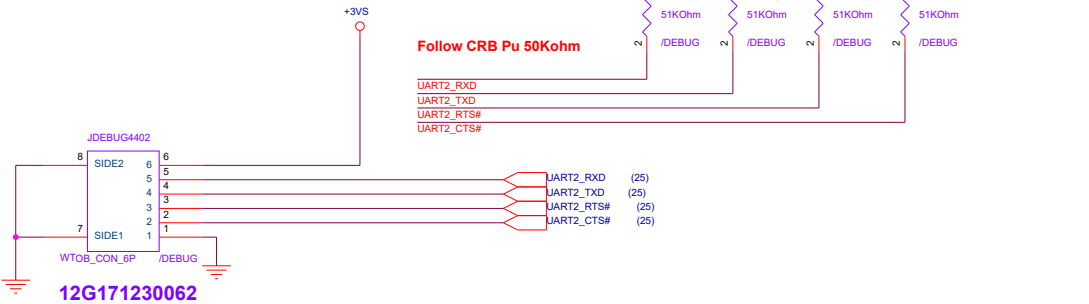 +3VS
51KOhm
51KOhm
51KOhm
51KOhm
Follow CRB Pu 50Kohm
2
/DEBUG
2
/DEBUG
2
/DEBUG
2
/DEBUG
UART2_RXD
UART2_TXD
UART2_RTS#
UART2_CTS#
JDEBUG4402
8
SIDE2
6
6
5
5
4
4
3
3
2
2
7
SIDE1
1
1
WTOB_CON_6P
/DEBUG
UART2_RXD (25)
UART2_TXD (25)
UART2_RTS# (25)
UART2_CTS# (25)
12G171230062